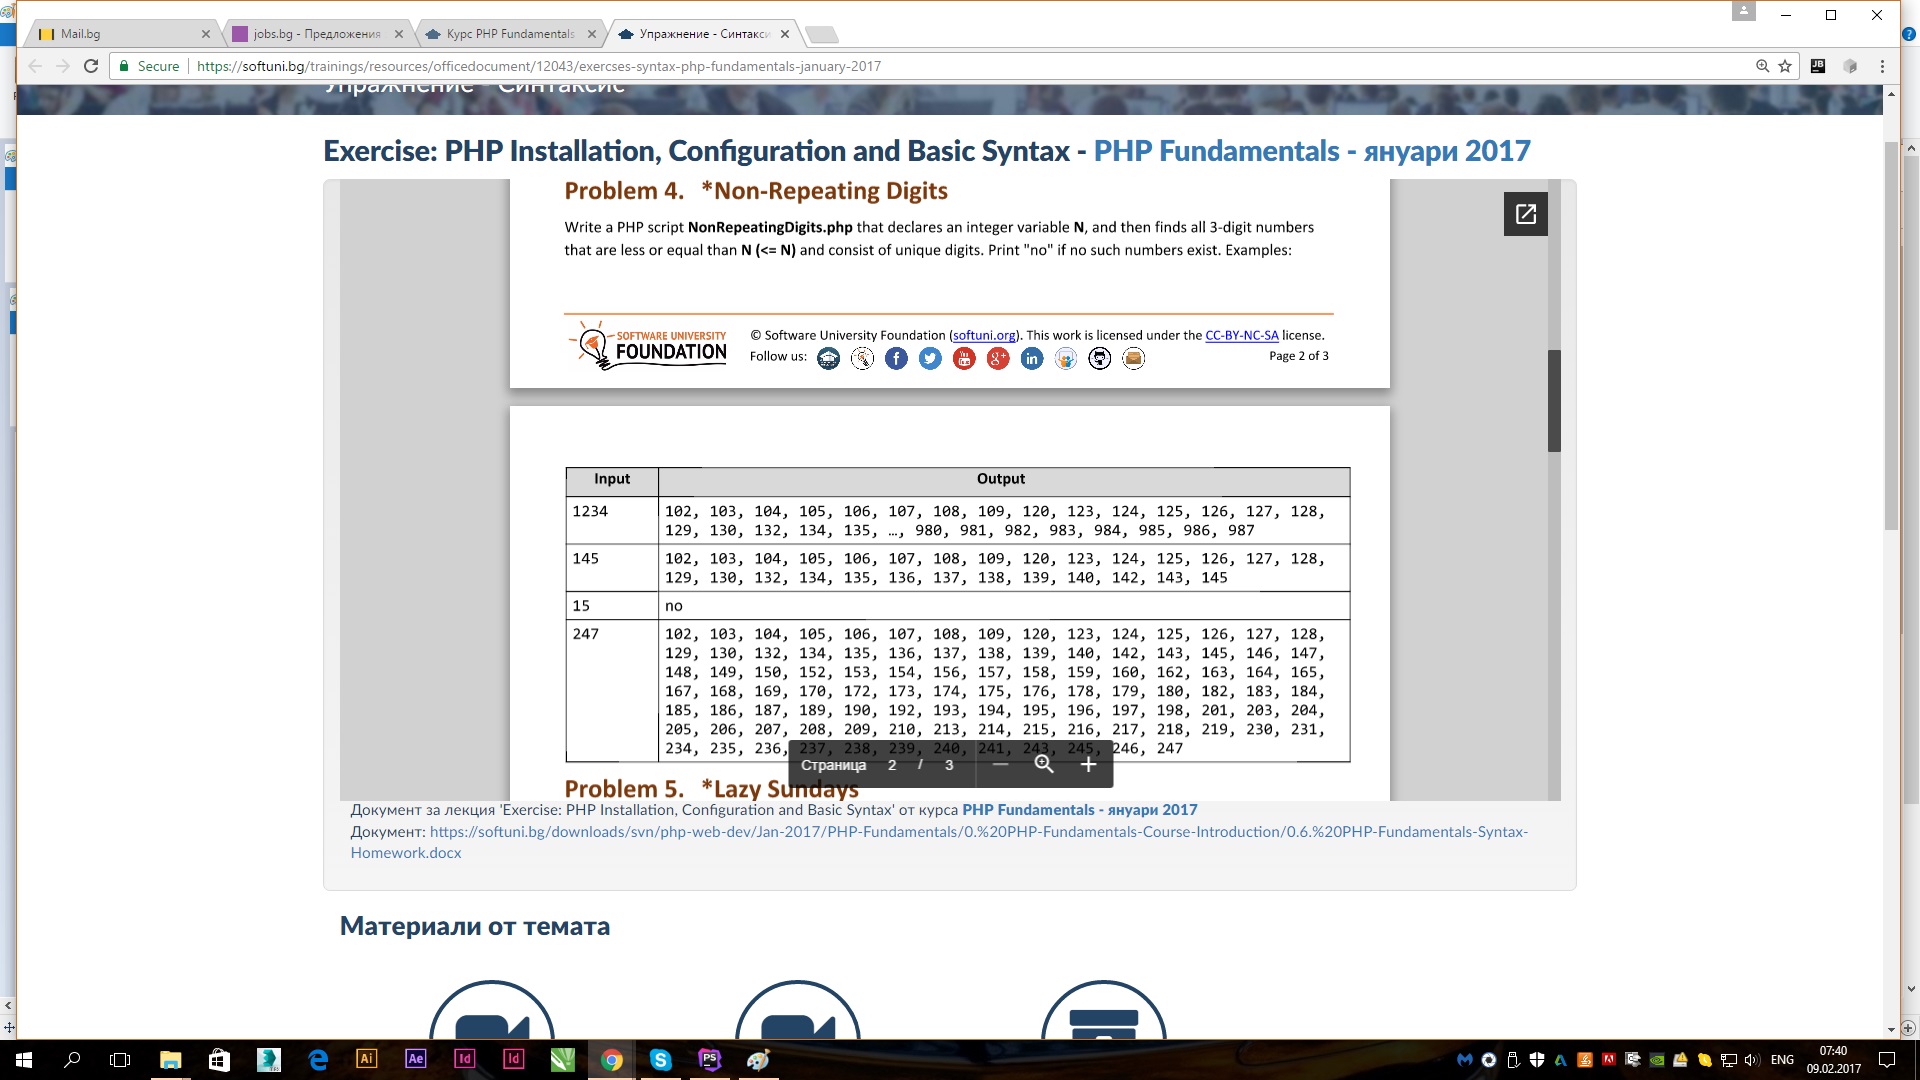 Mail.bg
jobs.bg - Предложения
Курс PHP Fundamentals
Упражнение - Синтакси
Secure
https://softuni.bg/trainings/resources/officedocument/12043/exercses-syntax-php-fundamentals-january-2017
Упражнение - Синтаксис
Exercise: PHP Installation, Configuration and Basic Syntax - PHP Fundamentals - януари 2017
Problem 4. *Non-Repeating Digits
Write a PHP script NonRepeatingDigits.php that declares an integer variable N, and then finds all 3-digit numbers
that are less or equal than N (<= N) and consist of unique digits. Print "no" if no such numbers exist. Examples:
SOFTWARE UNIVERSITY
FOUNDATION
© Software University Foundation (softuni.org). This work is licensed under the CC-BY-NC-SA license.
Follow us:
Page 2 of 3
Input Output
1234 102, 103, 104, 105, 106, 107, 108, 109, 120, 123, 124, 125, 126, 127, 128,
129, 130, 132, 134, 135, …, 980, 981, 982, 983, 984, 985, 986, 987
145 102, 103, 104, 105, 106, 107, 108, 109, 120, 123, 124, 125, 126, 127, 128,
129, 130, 132, 134, 135, 136, 137, 138, 139, 140, 142, 143, 145
15 no
247 102, 103, 104, 105, 106, 107, 108, 109, 120, 123, 124, 125, 126, 127, 128,
129, 130, 132, 134, 135, 136, 137, 138, 139, 140, 142, 143, 145, 146, 147,
148, 149, 150, 152, 153, 154, 156, 157, 158, 159, 160, 162, 163, 164, 165,
167, 168, 169, 170, 172, 173, 174, 175, 176, 178, 179, 180, 182, 183, 184,
185, 186, 187, 189, 190, 192, 193, 194, 195, 196, 197, 198, 201, 203, 204,
205, 206, 207, 208, 209, 210, 213, 214, 215, 216, 217, 218, 219, 230, 231,
234, 235, 236, 237, 238, 239, 240, 241, 243, 245, 246, 247
Страница 2 / 3
Problem 5. *Lazy Sundays
Документ за лекция 'Exercise: PHP Installation, Configuration and Basic Syntax' от курса PHP Fundamentals - януари 2017
Документ: https://softuni.bg/downloads/svn/php-web-dev/Jan-2017/PHP-Fundamentals/0.%20PHP-Fundamentals-Course-Introduction/0.6.%20PHP-Fundamentals-Syntax-
Homework.docx
Материали от темата
ENG
07:40
09.02.2017